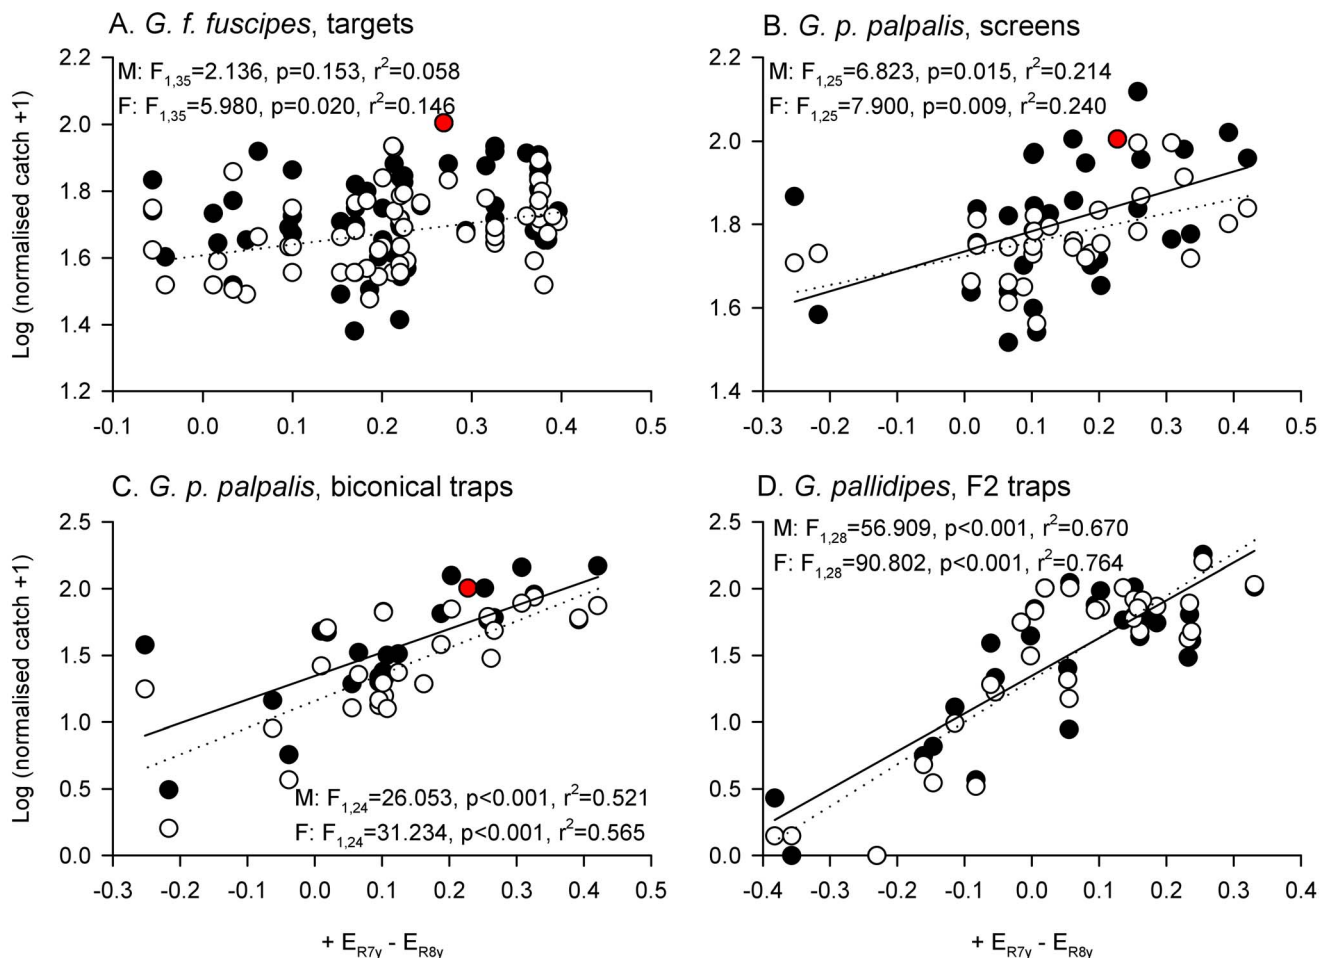 A. G. f. fuscipes, targets
M: F1,35=2.136, p=0.153, r2=0.058
F: F1,35=5.980, p=0.020, r2=0.146
Log (normalised catch +1)
2.2
2.0
1.8
1.6
1.4
1.2
-0.1 0.0 0.1 0.2 0.3 0.4 0.5
B. G. p. palpalis, screens
M: F1,25=6.823, p=0.015, r2=0.214
F: F1,25=7.900, p=0.009, r2=0.240
2.2
2.0
1.8
1.6
1.4
-0.3 0.0 0.1 0.2 0.3 0.4 0.5
C. G. p. palpalis, biconical traps
Log (normalised catch +1)
2.5
2.0
1.5
1.0
0.5
0.0
M: F1,24=26.053, p<0.001, r2=0.521
F: F1,24=31.234, p<0.001, r2=0.565
-0.3 -0.2 -0.1 0.0 0.1 0.2 0.3 0.4 0.5
+ ER7y - ER8y
D. G. pallidipes, F2 traps
M: F1,28=56.909, p<0.001, r2=0.670
F: F1,28=90.802, p<0.001, r2=0.764
2.5
2.0
1.5
1.0
0.5
0.0
-0.4 -0.3 -0.2 -0.1 0.0 0.1 0.2 0.3 0.4
+ ER7y - ER8y